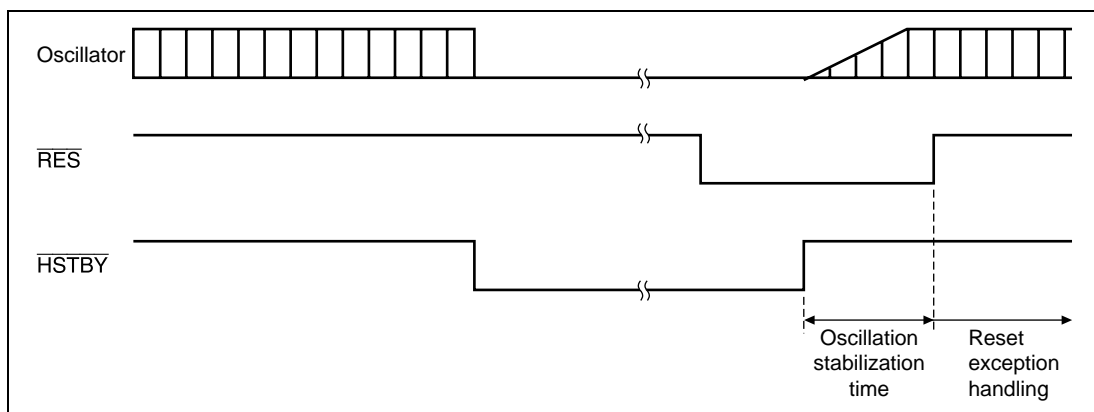 Oscillator
RES
HSTBY
Oscillation
stabilization
time
Reset
exception
handling